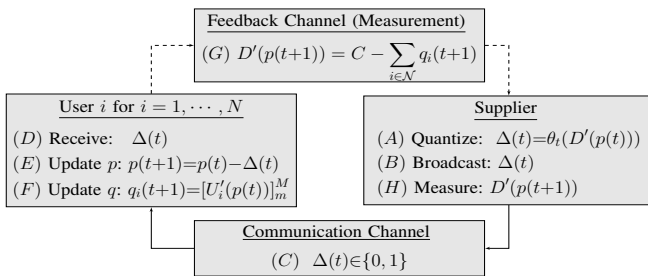 Feedback Channel (Measurement)
(G) D′(p(t+1)) = C − ∑_{i∈𝒩} q_i(t+1)
User i for i = 1, ⋯ , N
(D) Receive: Δ(t)
(E) Update p: p(t+1)=p(t)−Δ(t)
(F) Update q: q_i(t+1)=[U′_i(p(t))]^M_m
Supplier
(A) Quantize: Δ(t)=θ_t(D′(p(t)))
(B) Broadcast: Δ(t)
(H) Measure: D′(p(t+1))
Communication Channel
(C) Δ(t)∈{0, 1}